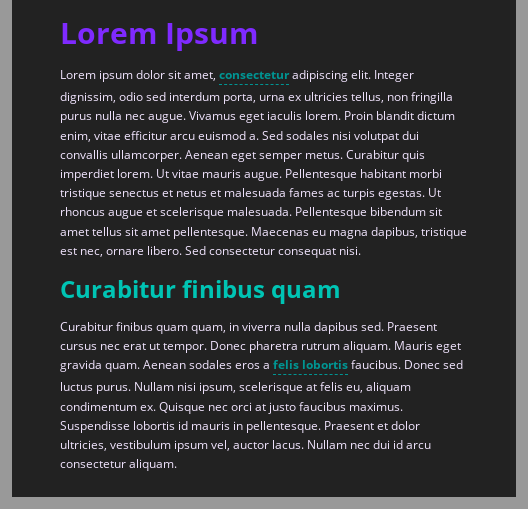 Lorem Ipsum
Lorem ipsum dolor sit amet, consectetur adipiscing elit. Integer
dignissim, odio sed interdum porta, urna ex ultricies tellus, non fringilla
purus nulla nec augue. Vivamus eget iaculis lorem. Proin blandit dictum
enim, vitae efficitur arcu euismod a. Sed sodales nisi volutpat dui
convallis ullamcorper. Aenean eget semper metus. Curabitur quis
imperdiet lorem. Ut vitae mauris augue. Pellentesque habitant morbi
tristique senectus et netus et malesuada fames ac turpis egestas. Ut
rhoncus augue et scelerisque malesuada. Pellentesque bibendum sit
amet tellus sit amet pellentesque. Maecenas eu magna dapibus, tristique
est nec, ornare libero. Sed consectetur consequat nisi.
Curabitur finibus quam
Curabitur finibus quam quam, in viverra nulla dapibus sed. Praesent
cursus nec erat ut tempor. Donec pharetra rutrum aliquam. Mauris eget
gravida quam. Aenean sodales eros a felis lobortis faucibus. Donec sed
luctus purus. Nullam nisi ipsum, scelerisque at felis eu, aliquam
condimentum ex. Quisque nec orci at justo faucibus maximus.
Suspendisse lobortis id mauris in pellentesque. Praesent et dolor
ultricies, vestibulum ipsum vel, auctor lacus. Nullam nec dui id arcu
consectetur aliquam.